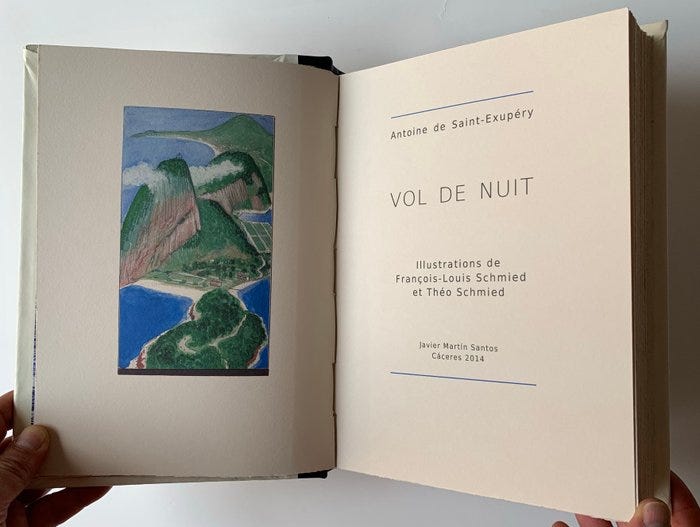 Antoine de Saint-Exupéry
VOL DE NUIT
Illustrations de
François-Louis Schmied
et Théo Schmied
Javier Martín Santos
Cáceres 2014